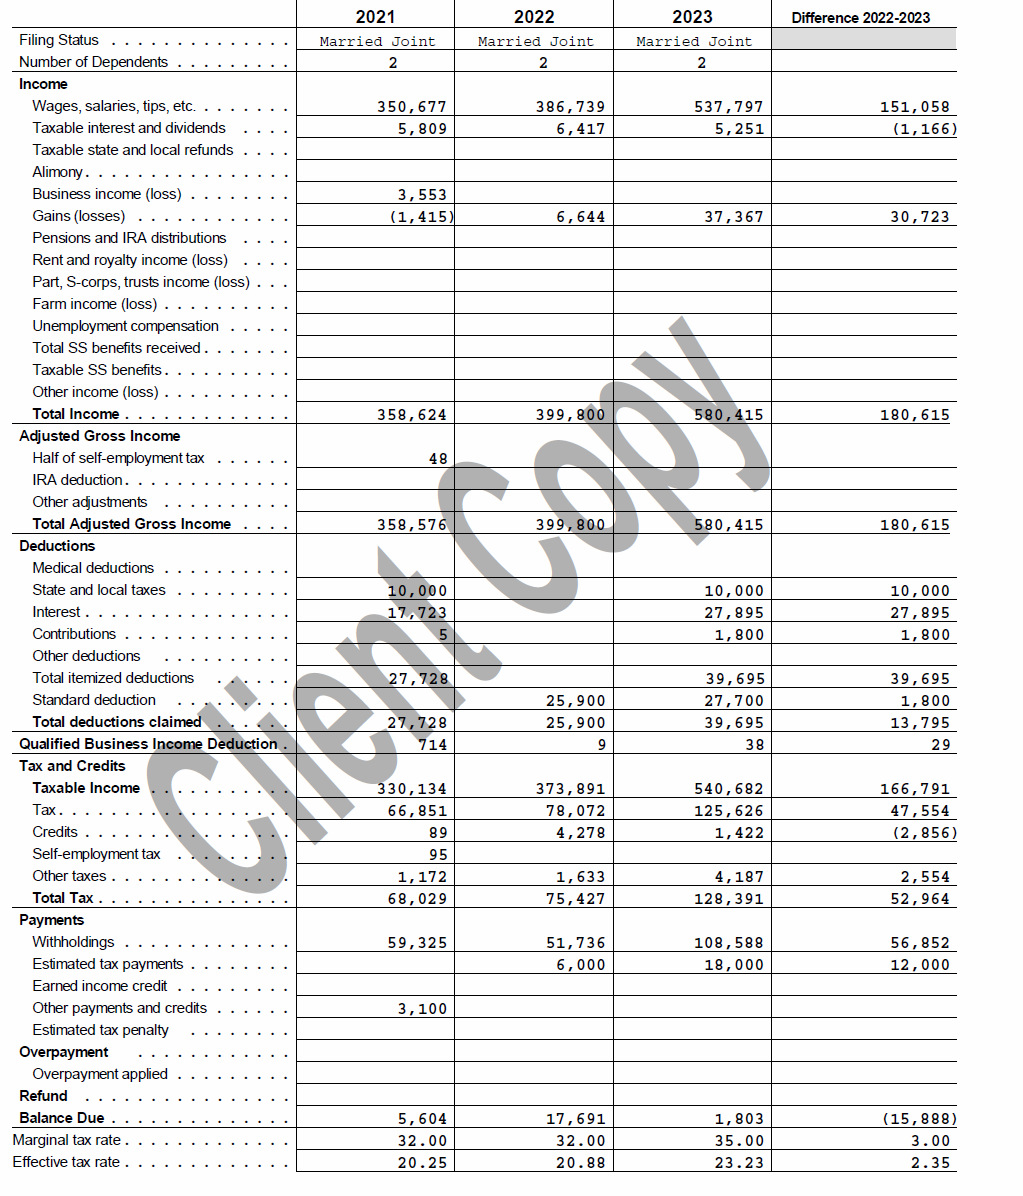 2021 2022 2023 Difference 2022-2023
Filing Status . . . . . . . . . . . . . . Married Joint Married Joint Married Joint
Number of Dependents . . . . . . . . . 2 2 2
Income
Wages, salaries, tips, etc. . . . . . . . 350,677 386,739 537,797 151,058
Taxable interest and dividends . . . . 5,809 6,417 5,251 (1,166)
Taxable state and local refunds . . . .
Alimony . . . . . . . . . . . . . . . .
Business income (loss) . . . . . . . . 3,553
Gains (losses) . . . . . . . . . . . . (1,415) 6,644 37,367 30,723
Pensions and IRA distributions . . . .
Rent and royalty income (loss) . . . .
Part, S-corps, trusts income (loss) . . .
Farm income (loss) . . . . . . . . . .
Unemployment compensation . . . . .
Total SS benefits received . . . . . . .
Taxable SS benefits . . . . . . . . . .
Other income (loss) . . . . . . . . . .
Total Income . . . . . . . . . . . . . 358,624 399,800 580,415 180,615
Adjusted Gross Income
Half of self-employment tax . . . . . . 48
IRA deduction . . . . . . . . . . . . .
Other adjustments . . . . . . . . . .
Total Adjusted Gross Income . . . . 358,576 399,800 580,415 180,615
Deductions
Medical deductions . . . . . . . . . .
State and local taxes . . . . . . . . . 10,000 10,000 10,000
Interest . . . . . . . . . . . . . . . . 17,723 27,895 27,895
Contributions . . . . . . . . . . . . . 5 1,800 1,800
Other deductions . . . . . . . . . .
Total itemized deductions . . . . . . 27,728 39,695 39,695
Standard deduction . . . . . . . . . 25,900 27,700 1,800
Total deductions claimed . . . . . . 27,728 25,900 39,695 13,795
Qualified Business Income Deduction . 714 9 38 29
Tax and Credits
Taxable Income . . . . . . . . . . . 330,134 373,891 540,682 166,791
Tax . . . . . . . . . . . . . . . . . . 66,851 78,072 125,626 47,554
Credits . . . . . . . . . . . . . . . . 89 4,278 1,422 (2,856)
Self-employment tax . . . . . . . . . 95
Other taxes . . . . . . . . . . . . . . 1,172 1,633 4,187 2,554
Total Tax . . . . . . . . . . . . . . . 68,029 75,427 128,391 52,964
Payments
Withholdings . . . . . . . . . . . . . 59,325 51,736 108,588 56,852
Estimated tax payments . . . . . . . . 6,000 18,000 12,000
Earned income credit . . . . . . . . .
Other payments and credits . . . . . . 3,100
Estimated tax penalty . . . . . . . .
Overpayment . . . . . . . . . . . .
Overpayment applied . . . . . . . . .
Refund . . . . . . . . . . . . . . . .
Balance Due . . . . . . . . . . . . . . 5,604 17,691 1,803 (15,888)
Marginal tax rate . . . . . . . . . . . . . 32.00 32.00 35.00 3.00
Effective tax rate . . . . . . . . . . . . . 20.25 20.88 23.23 2.35
Client Copy